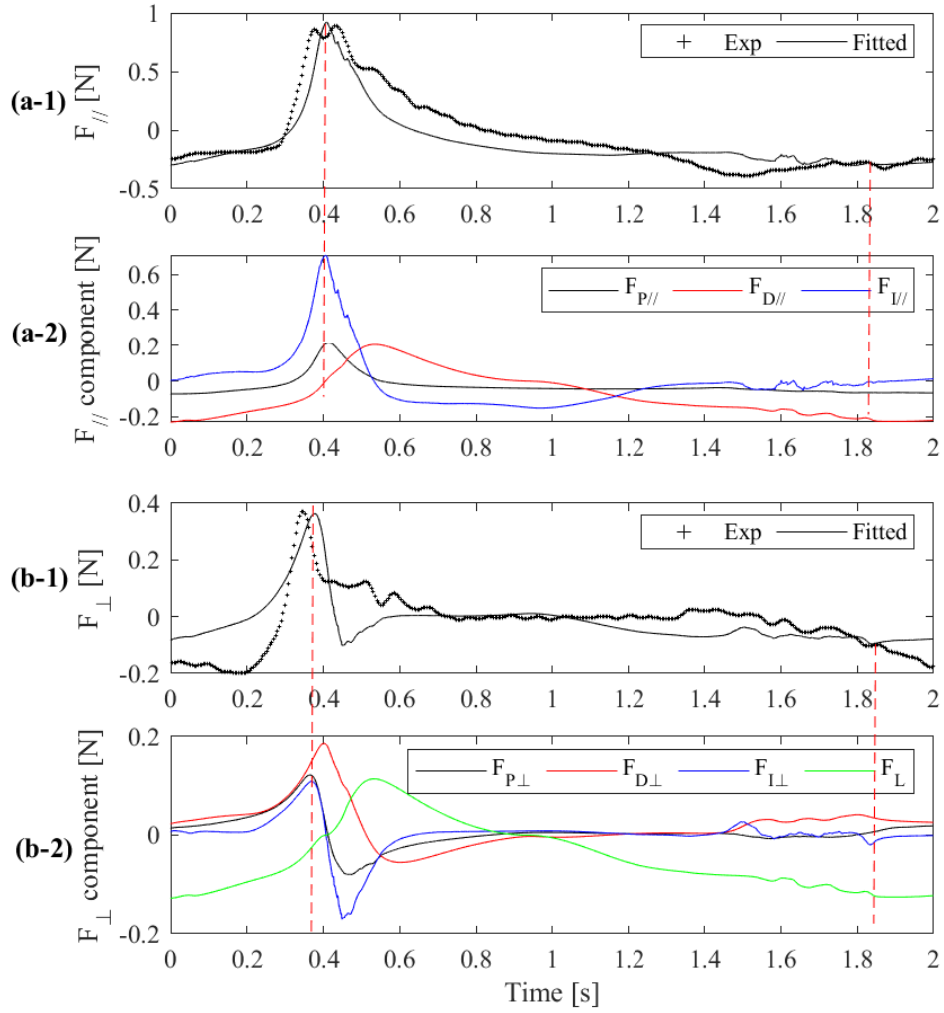 (a-1)
F// [N]
1
0.5
0
-0.5
+ Exp Fitted
0 0.2 0.4 0.6 0.8 1 1.2 1.4 1.6 1.8 2
(a-2)
F// component [N]
0.6
0.4
0.2
0
-0.2
FP// FD// FI//
0 0.2 0.4 0.6 0.8 1 1.2 1.4 1.6 1.8 2
(b-1)
F⊥ [N]
0.4
0.2
0
-0.2
+ Exp Fitted
0 0.2 0.4 0.6 0.8 1 1.2 1.4 1.6 1.8 2
(b-2)
F⊥ component [N]
0.2
0
-0.2
FP⊥ FD⊥ FI⊥ FL
0 0.2 0.4 0.6 0.8 1 1.2 1.4 1.6 1.8 2
Time [s]